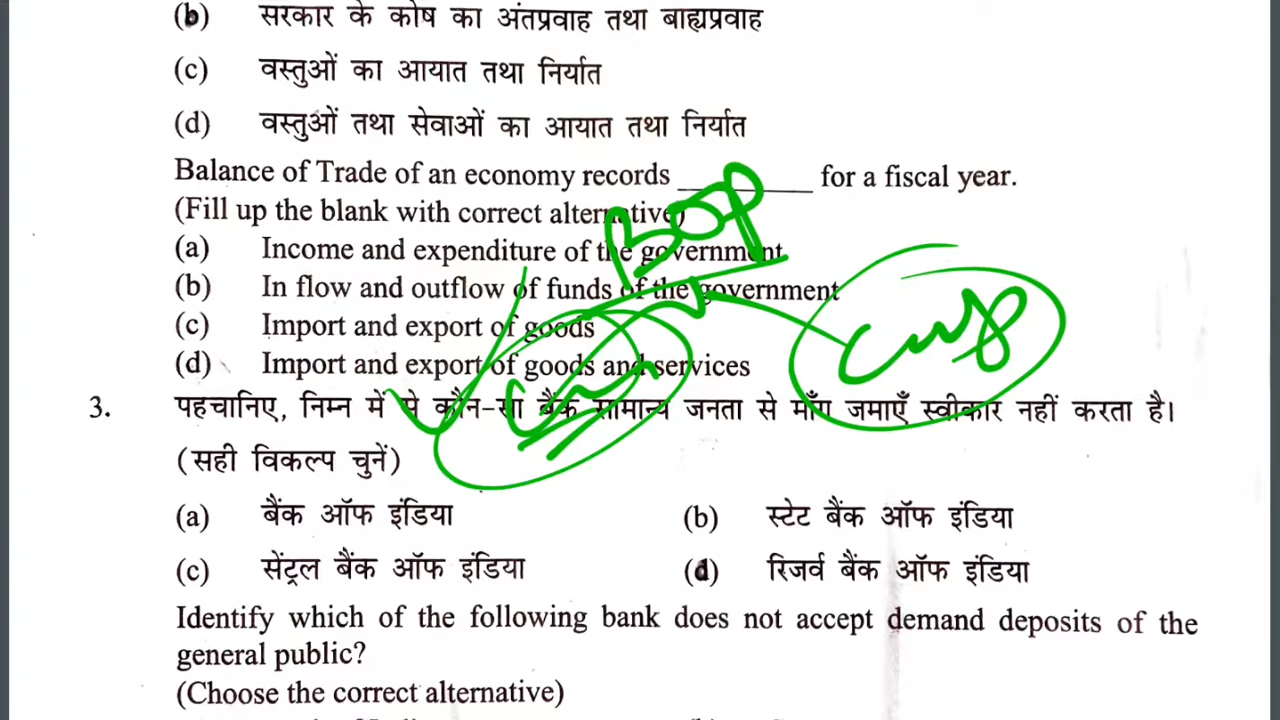 (b) सरकार के कोष का अंतप्रवाह तथा बाह्यप्रवाह
(c) वस्तुओं का आयात तथा निर्यात
(d) वस्तुओं तथा सेवाओं का आयात तथा निर्यात
Balance of Trade of an economy records __________ for a fiscal year.
(Fill up the blank with correct alternative)
BOP
(a) Income and expenditure of the government
(b) In flow and outflow of funds of the government
(c) Import and export of goods
(d) Import and export of goods and services
3. पहचानिए, निम्न में से कौन-सा बैंक सामान्य जनता से माँग जमाएँ स्वीकार नहीं करता है।
(सही विकल्प चुनें)
(a) बैंक ऑफ इंडिया (b) स्टेट बैंक ऑफ इंडिया
(c) सेंट्रल बैंक ऑफ इंडिया (d) रिजर्व बैंक ऑफ इंडिया
Identify which of the following bank does not accept demand deposits of the
general public?
(Choose the correct alternative)